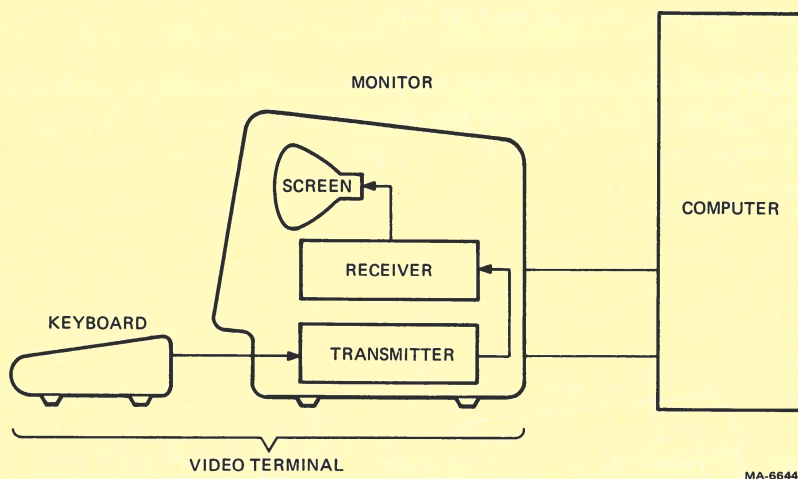 MONITOR
SCREEN
COMPUTER
RECEIVER
KEYBOARD
TRANSMITTER
VIDEO TERMINAL
MA-6644